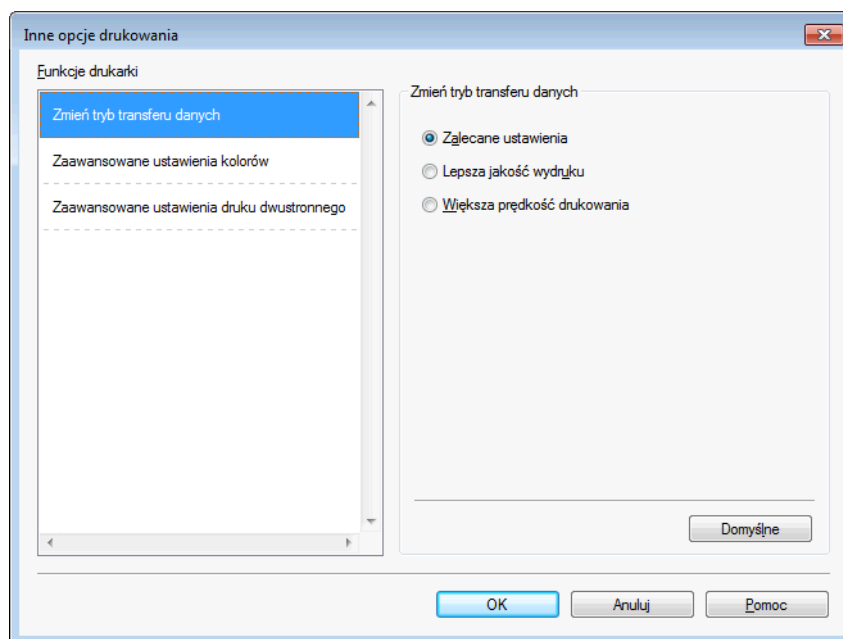 Inne opcje drukowania
Funkcje drukarki
Zmień tryb transferu danych
Zaawansowane ustawienia kolorów
Zaawansowane ustawienia druku dwustronnego
Zmień tryb transferu danych
Zalecane ustawienia
Lepsza jakość wydruku
Większa prędkość drukowania
Domyślne
OK
Anuluj
Pomoc